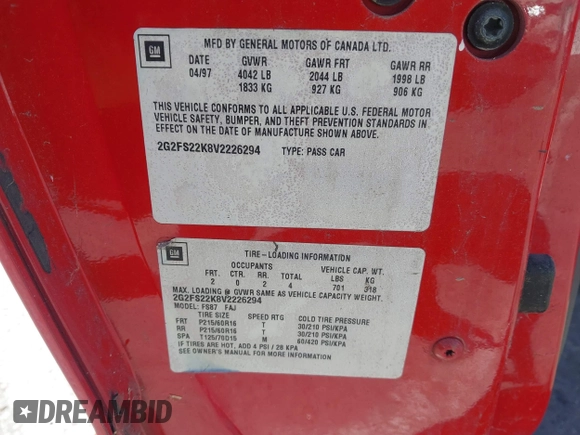 GM
MFD BY GENERAL MOTORS OF CANADA LTD.
DATE GVWR GAWR FRT GAWR RR
04/97 4042 LB 2044 LB 1998 LB
1833 KG 927 KG 906 KG
THIS VEHICLE CONFORMS TO ALL APPLICABLE U.S. FEDERAL MOTOR
VEHICLE SAFETY, BUMPER, AND THEFT PREVENTION STANDARDS IN
EFFECT ON THE DATE OF MANUFACTURE SHOWN ABOVE.
2G2FS22K8V2226294 TYPE: PASS CAR
GM
TIRE-LOADING INFORMATION
OCCUPANTS VEHICLE CAP. WT.
FRT. CTR. RR. TOTAL LBS KG
2 0 2 4 701 318
MAX. LOADING @ GVWR SAME AS VEHICLE CAPACITY WEIGHT.
2G2FS22K8V2226294
MODEL: FS87 FAJ
TIRE SIZE SPEED RTG COLD TIRE PRESSURE
FRT P215/60R16 T 30/210 PSI/KPA
RR P215/60R16 T 30/210 PSI/KPA
SP T125/70D15 M 60/420 PSI/KPA
IF TIRES ARE HOT, ADD 4 PSI / 28 KPA
SEE OWNER'S MANUAL FOR MORE INFORMATION.
DREAMBID